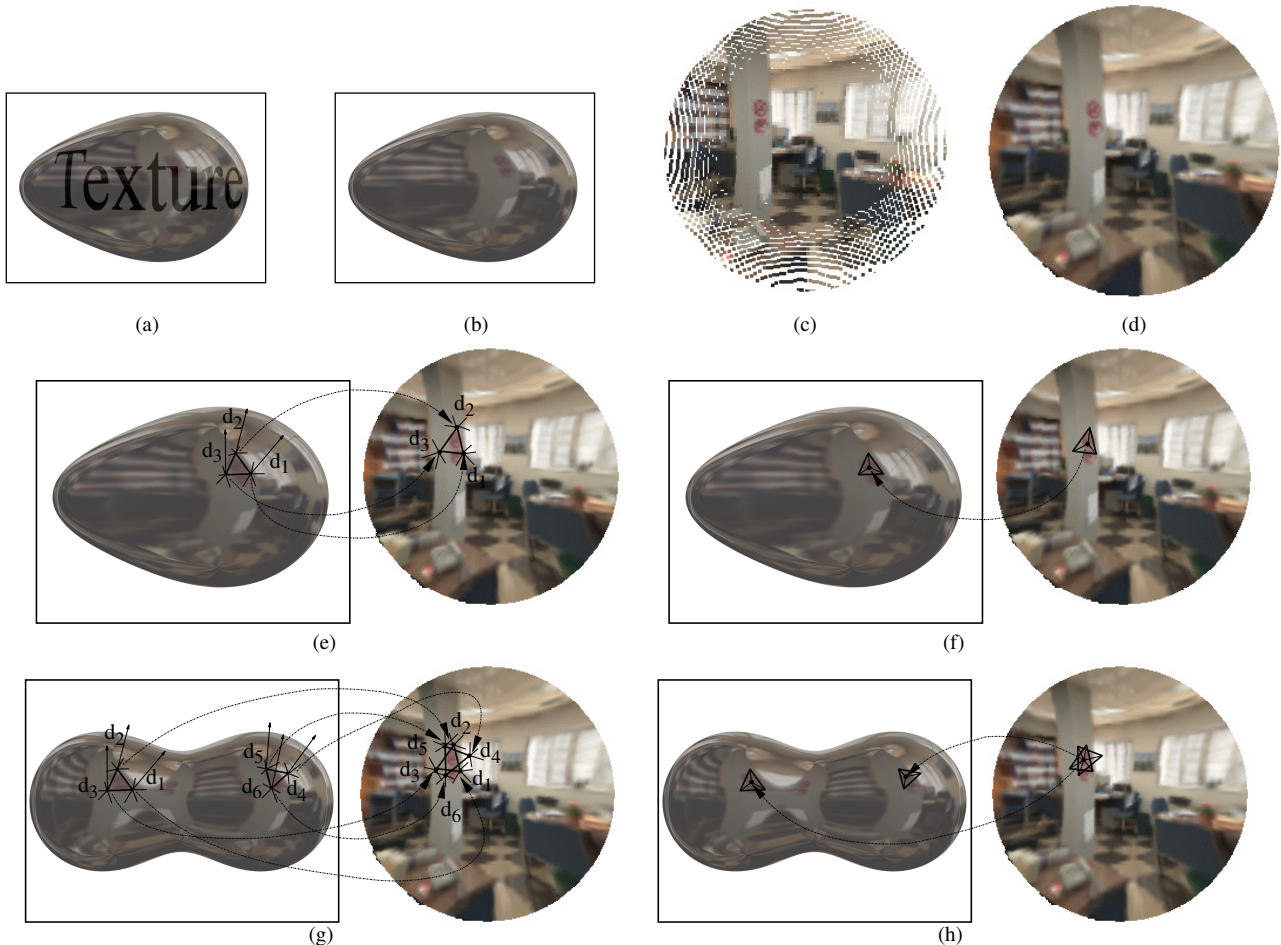 Texture
(a)
(b)
(c)
(d)
d2
d3
d1
d2
d3
d1
(e)
(f)
d2
d3
d1
d5
d6
d4
d2
d5
d4
d3
d1
d6
(g)
(h)